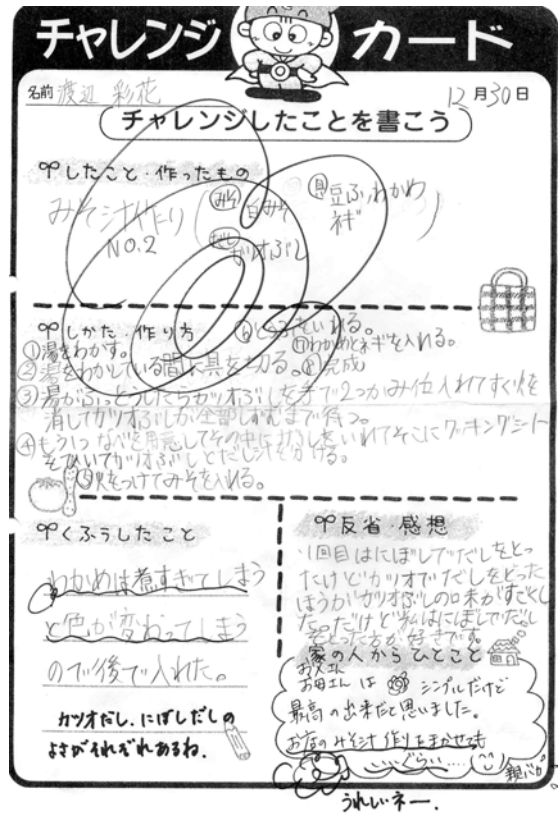 チャレンジ カード
名前 渡辺 彩花 12月30日
チャレンジしたことを書こう
したこと・作ったもの
みそ汁作り
NO.2
みそ 白みそ
だし カツオぶし
具 豆ふ、わかめ
ネギ
しかた・作り方
①湯をわかす。
②湯をわかしている間に具を切る。
③湯がふっとうしたらカツオぶしを手で2つかみ位入れてすぐ火を
消してカツオぶしが全部しずむまで待つ。
④もう1つなべを用意してその中にざるをいれてそこにクッキングシート
をひいてカツオぶしとだし汁を分ける。
⑤火をつけてみそを入れる。
⑥とうふをいれる。
⑦わかめとネギを入れる。
⑧完成
くふうしたこと
わかめは煮すぎてしまう
と色が変わってしまう
ので後で入れた。
カツオだし、にぼしだしの
よさがそれぞれあるね。
反省・感想
1回目はにぼしでだしをとっ
たけどカツオでだしをとった
ほうがカツオぶしの味がすごくし
た。だけど私はにぼしでだし
をとった方が好きです。
家の人からひとこと
お父さん
お母さんは シンプルだけど
最高の出来だと思いました。
お店のみそ汁作りをまかせても
いいぐらい....
親バカ
うれしいネー.